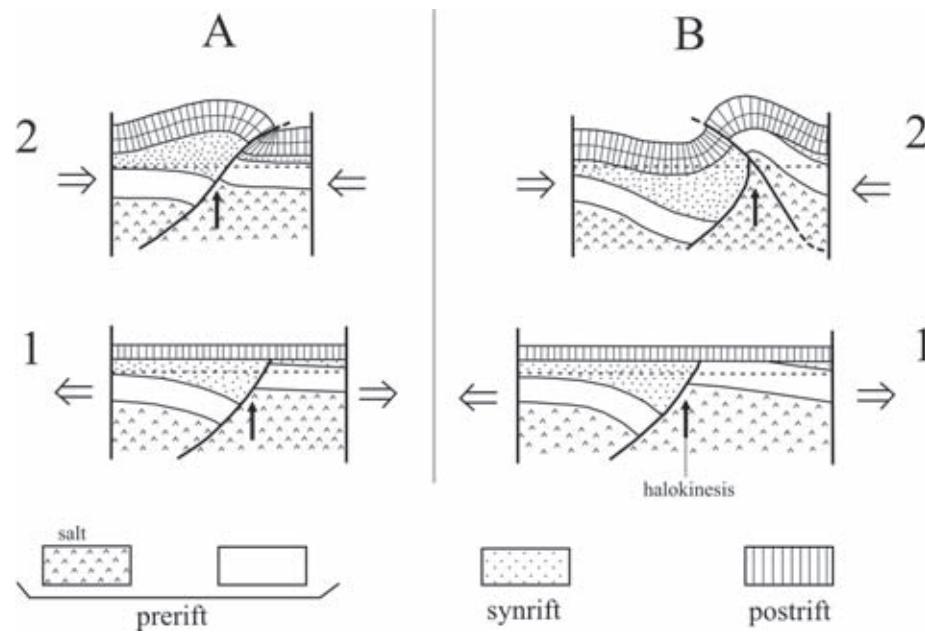 A B
2 2
1 1
halokinesis
salt
prerift synrift postrift